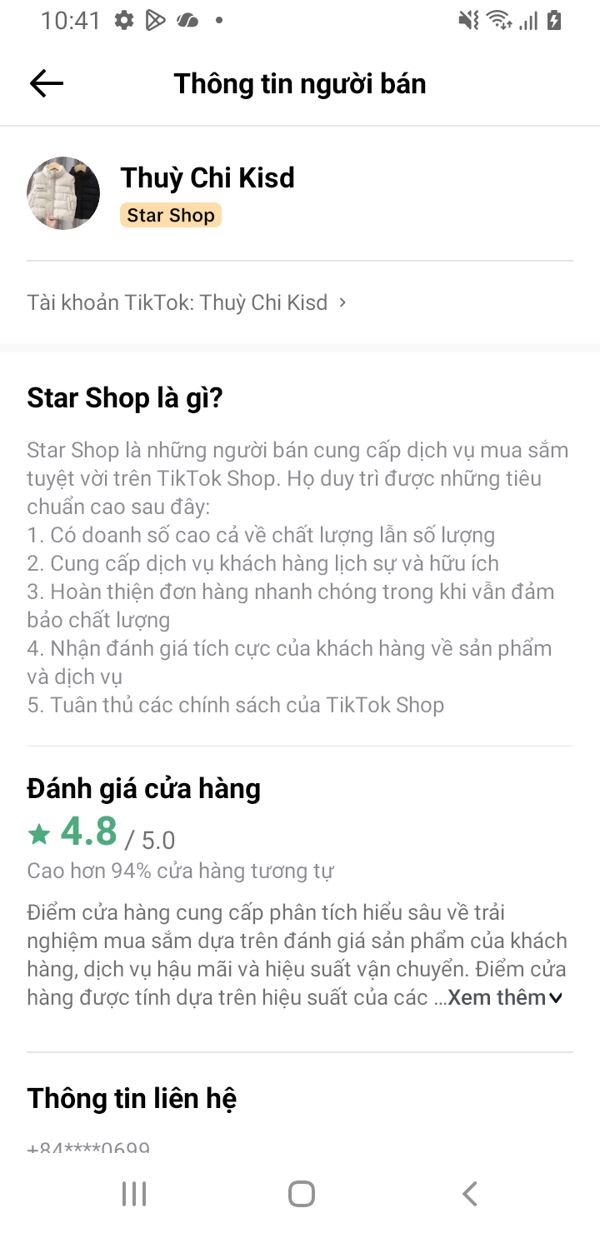 10:41
Thông tin người bán
Thuỳ Chi Kisd
Star Shop
Tài khoản TikTok: Thuỳ Chi Kisd
Star Shop là gì?
Star Shop là những người bán cung cấp dịch vụ mua sắm
tuyệt vời trên TikTok Shop. Họ duy trì được những tiêu
chuẩn cao sau đây:
1. Có doanh số cao cả về chất lượng lẫn số lượng
2. Cung cấp dịch vụ khách hàng lịch sự và hữu ích
3. Hoàn thiện đơn hàng nhanh chóng trong khi vẫn đảm
bảo chất lượng
4. Nhận đánh giá tích cực của khách hàng về sản phẩm
và dịch vụ
5. Tuân thủ các chính sách của TikTok Shop
Đánh giá cửa hàng
4.8 / 5.0
Cao hơn 94% cửa hàng tương tự
Điểm cửa hàng cung cấp phân tích hiểu sâu về trải
nghiệm mua sắm dựa trên đánh giá sản phẩm của khách
hàng, dịch vụ hậu mãi và hiệu suất vận chuyển. Điểm cửa
hàng được tính dựa trên hiệu suất của các ...Xem thêm
Thông tin liên hệ
+84****0699